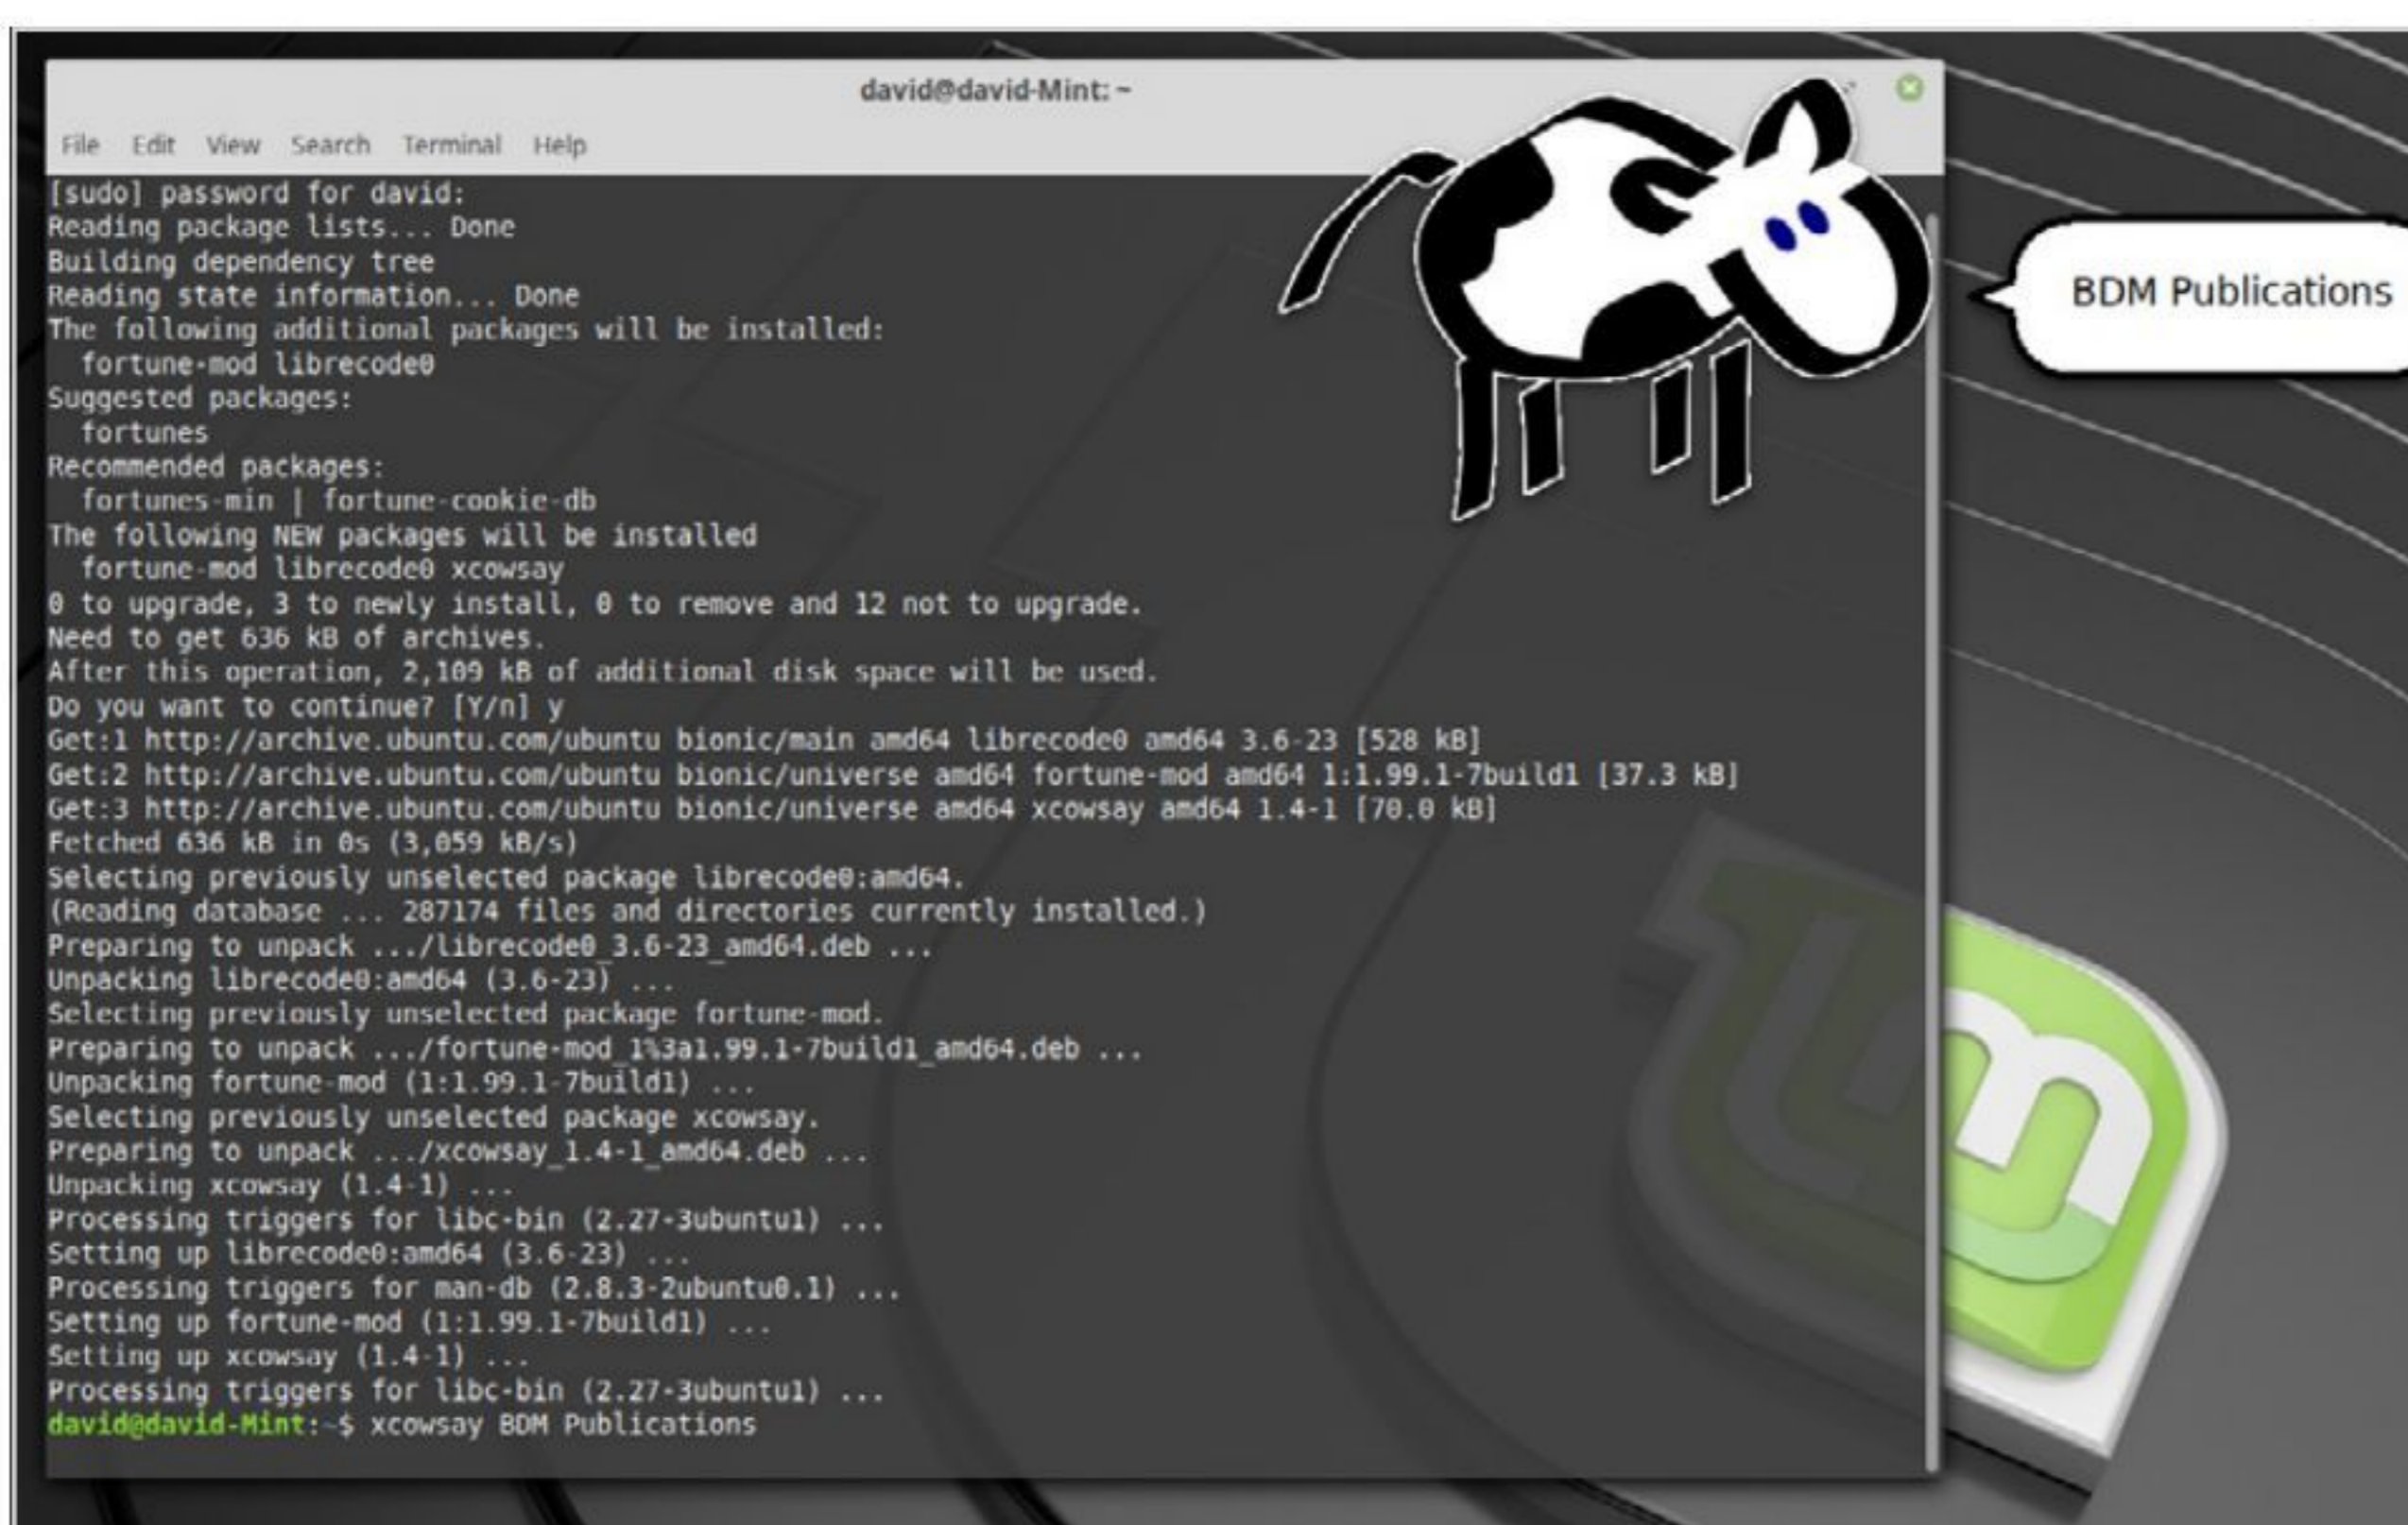 david@david-Mint: ~
File Edit View Search Terminal Help
[sudo] password for david:
Reading package lists... Done
Building dependency tree
Reading state information... Done
The following additional packages will be installed:
  fortune-mod librecode0
Suggested packages:
  fortunes
Recommended packages:
  fortunes-min | fortune-cookie-db
The following NEW packages will be installed
  fortune-mod librecode0 xcowsay
0 to upgrade, 3 to newly install, 0 to remove and 12 not to upgrade.
Need to get 636 kB of archives.
After this operation, 2,109 kB of additional disk space will be used.
Do you want to continue? [Y/n] y
Get:1 http://archive.ubuntu.com/ubuntu bionic/main amd64 librecode0 amd64 3.6-23 [528 kB]
Get:2 http://archive.ubuntu.com/ubuntu bionic/universe amd64 fortune-mod amd64 1:1.99.1-7build1 [37.3 kB]
Get:3 http://archive.ubuntu.com/ubuntu bionic/universe amd64 xcowsay amd64 1.4-1 [70.0 kB]
Fetched 636 kB in 0s (3,059 kB/s)
Selecting previously unselected package librecode0:amd64.
(Reading database ... 287174 files and directories currently installed.)
Preparing to unpack .../librecode0_3.6-23_amd64.deb ...
Unpacking librecode0:amd64 (3.6-23) ...
Selecting previously unselected package fortune-mod.
Preparing to unpack .../fortune-mod_1%3a1.99.1-7build1_amd64.deb ...
Unpacking fortune-mod (1:1.99.1-7build1) ...
Selecting previously unselected package xcowsay.
Preparing to unpack .../xcowsay_1.4-1_amd64.deb ...
Unpacking xcowsay (1.4-1) ...
Processing triggers for libc-bin (2.27-3ubuntu1) ...
Setting up librecode0:amd64 (3.6-23) ...
Processing triggers for man-db (2.8.3-2ubuntu0.1) ...
Setting up fortune-mod (1:1.99.1-7build1) ...
Setting up xcowsay (1.4-1) ...
Processing triggers for libc-bin (2.27-3ubuntu1) ...
david@david-Mint:~$ xcowsay BDM Publications
BDM Publications